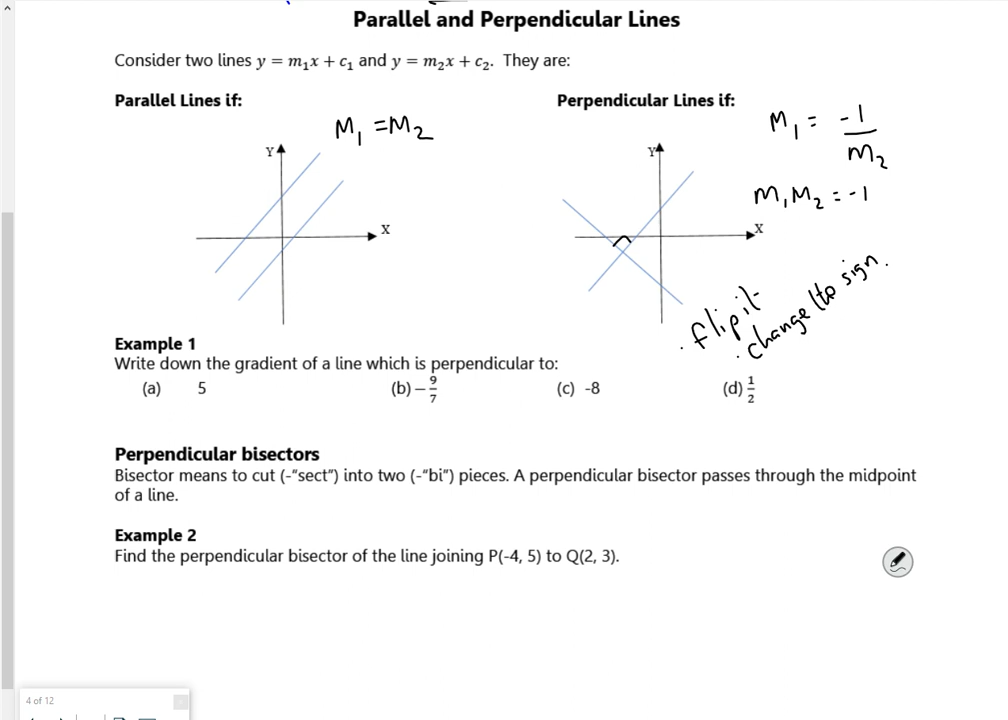 Parallel and Perpendicular Lines
Consider two lines y = m₁x + c₁ and y = m₂x + c₂. They are:
Parallel Lines if:
M₁ = M₂
Y
X
Perpendicular Lines if:
M₁ = -1/M₂
M₁M₂ = -1
Y
X
. flip it
. change the sign.
Example 1
Write down the gradient of a line which is perpendicular to:
(a) 5 (b) −9/7 (c) -8 (d) 1/2
Perpendicular bisectors
Bisector means to cut (-"sect") into two (-"bi") pieces. A perpendicular bisector passes through the midpoint
of a line.
Example 2
Find the perpendicular bisector of the line joining P(-4, 5) to Q(2, 3).
4 of 12